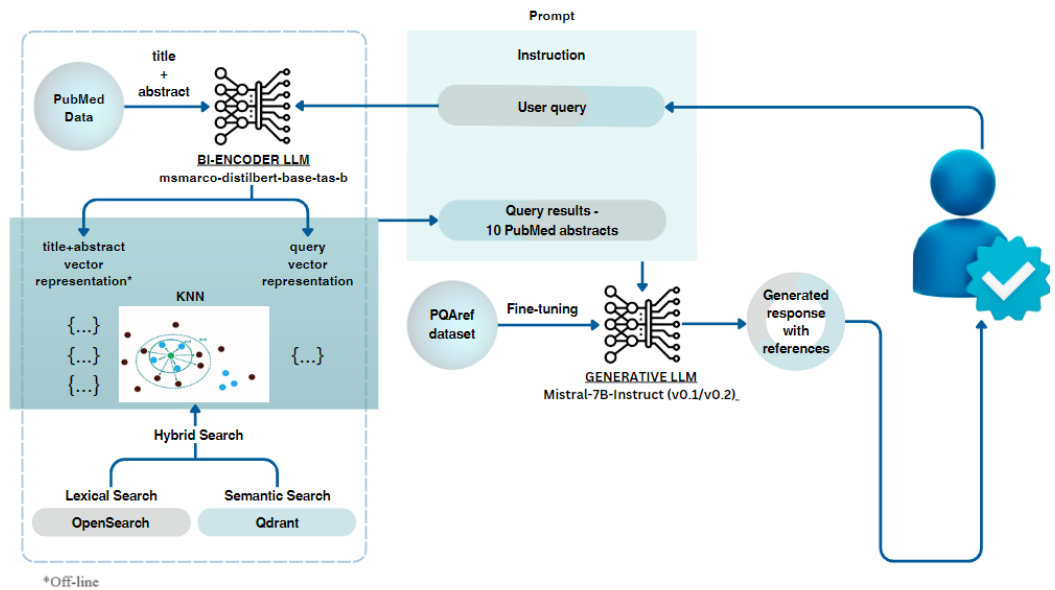 Prompt
title
+
abstract
PubMed
Data
BI-ENCODER LLM
msmarco-distilbert-base-tas-b
Instruction
User query
Query results -
10 PubMed abstracts
title+abstract
vector
representation*
query
vector
representation
KNN
{...}
{...}
{...}
{...}
Hybrid Search
Lexical Search
OpenSearch
Semantic Search
Qdrant
PQAref
dataset
Fine-tuning
GENERATIVE LLM
Mistral-7B-Instruct (v0.1/v0.2)_
Generated
response
with
references
*Off-line